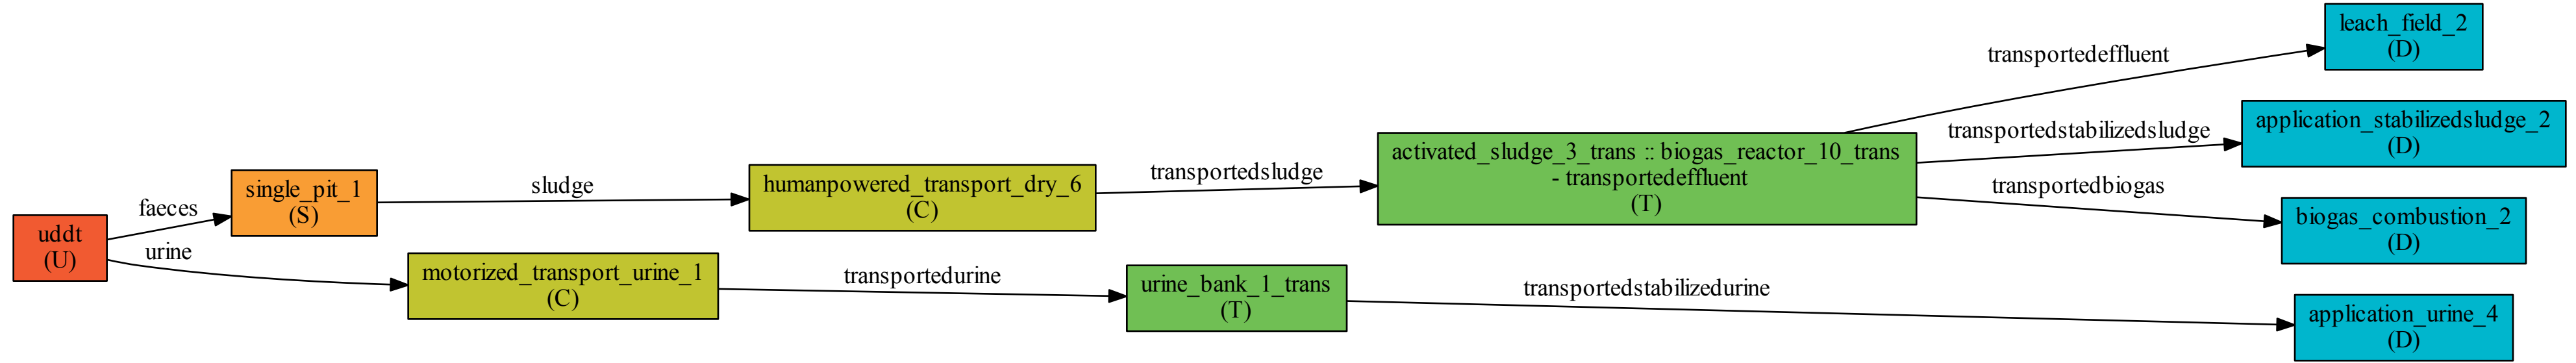 uddt
(U)
faeces
urine
single_pit_1
(S)
sludge
motorized_transport_urine_1
(C)
humanpowered_transport_dry_6
(C)
transportedurine
transportedsludge
urine_bank_1_trans
(T)
activated_sludge_3_trans :: biogas_reactor_10_trans
- transportedeffluent
(T)
transportedstabilizedurine
transportedeffluent
transportedstabilizedsludge
transportedbiogas
leach_field_2
(D)
application_stabilizedsludge_2
(D)
biogas_combustion_2
(D)
application_urine_4
(D)